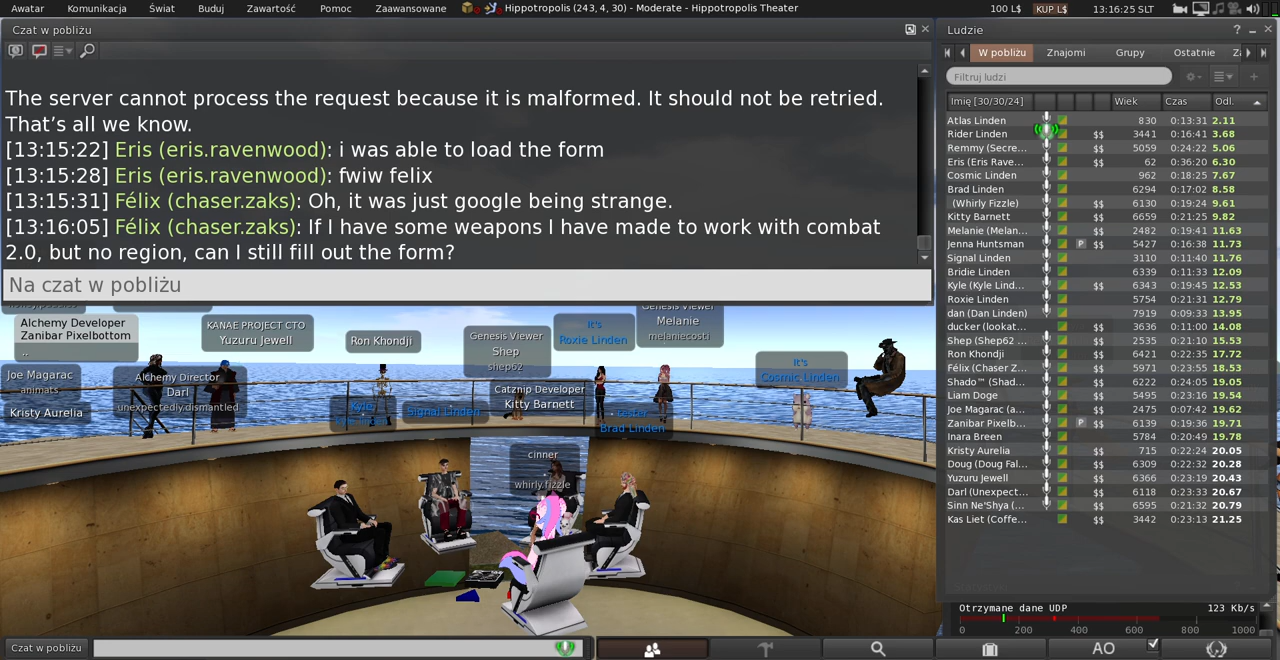 Awatar Komunikacja Świat Buduj Zawartość Pomoc Zaawansowane Hippotropolis (243, 4, 30) - Moderate - Hippotropolis Theater 100 L$ KUP L$ 13:16:25 SLT
Czat w pobliżu
The server cannot process the request because it is malformed. It should not be retried.
That’s all we know.
[13:15:22] Eris (eris.ravenwood): i was able to load the form
[13:15:28] Eris (eris.ravenwood): fwiw felix
[13:15:31] Félix (chaser.zaks): Oh, it was just google being strange.
[13:16:05] Félix (chaser.zaks): If I have some weapons I have made to work with combat
2.0, but no region, can I still fill out the form?
Na czat w pobliżu
Alchemy Developer
Zanibar Pixelbottom
..
KANAE PROJECT CTO
Yuzuru Jewell
Ron Khondji
Genesis Viewer
Shep
shep62
It's
Roxie Linden
Genesis Viewer
Melanie
melaniecosti
It's
Cosmic Linden
Joe Magarac
animats
Kristy Aurelia
Alchemy Director
Darl
unexpectedly.dismantled
Kyle
kyle.linden
Signal Linden
Catznip Developer
Kitty Barnett
tester
Brad Linden
cinner
whirly.fizzle
Ludzie
W pobliżu Znajomi Grupy Ostatnie
Filtruj ludzi
Imię [30/30/24] Wiek Czas Odl.
Atlas Linden 830 0:13:31 2.11
Rider Linden $$ 3441 0:16:41 3.68
Remmy (Secre... $$ 5059 0:24:22 5.06
Eris (Eris Rave... $$ 62 0:36:20 6.30
Cosmic Linden 962 0:18:25 7.67
Brad Linden 6294 0:17:02 8.58
(Whirly Fizzle) $$ 6130 0:19:24 9.61
Kitty Barnett $$ 6659 0:21:25 9.82
Melanie (Melan... $$ 2482 0:19:41 11.63
Jenna Huntsman P $$ 5427 0:16:38 11.73
Signal Linden 3110 0:11:40 11.76
Bridie Linden 6339 0:11:33 12.09
Kyle (Kyle Lind... $$ 6343 0:19:45 12.53
Roxie Linden 5754 0:21:31 12.79
dan (Dan Linden) 7919 0:09:33 13.95
ducker (lookat... $$ 3636 0:11:00 14.08
Shep (Shep62 ... $$ 2535 0:21:10 15.53
Ron Khondji $$ 6421 0:22:35 17.72
Félix (Chaser Z... $$ 5971 0:23:55 18.53
Shado™ (Shad... $$ 6222 0:24:05 19.05
Liam Doge $$ 5495 0:23:16 19.54
Joe Magarac (a... $$ 2475 0:07:42 19.62
Zanibar Pixelb... P $$ 6139 0:19:36 19.71
Inara Breen 5784 0:20:49 19.78
Kristy Aurelia $$ 715 0:22:24 20.05
Doug (Doug Fal... $$ 6309 0:22:32 20.28
Yuzuru Jewell $$ 6366 0:23:19 20.43
Darl (Unexpect... $$ 6118 0:23:33 20.67
Sinn Ne'Shya (... $$ 6595 0:21:32 20.79
Kas Liet (Coffe... $$ 3442 0:23:13 21.25
Otrzymane dane UDP 123 Kb/s
0 200 400 600 800 1000
Czat w pobliżu AO